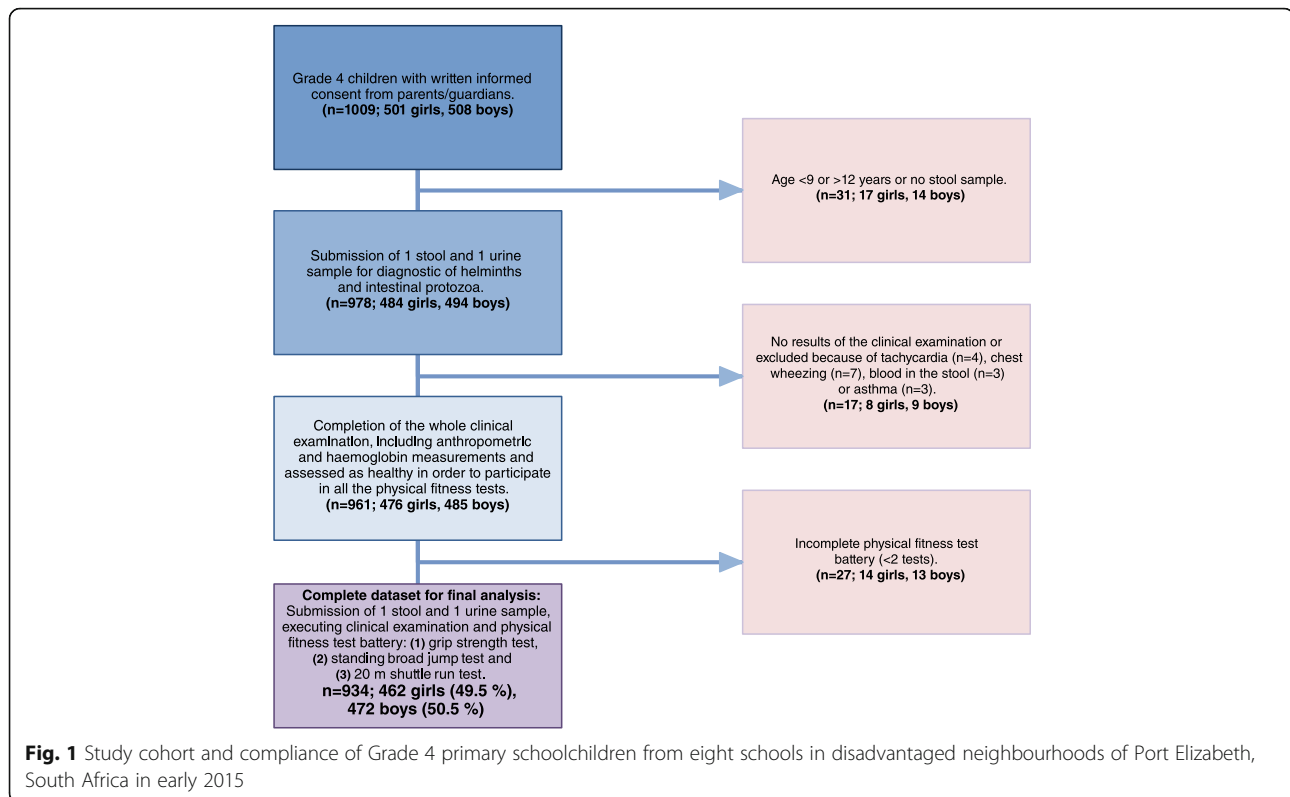 Grade 4 children with written informed
consent from parents/guardians.
(n=1009; 501 girls, 508 boys)
Age <9 or >12 years or no stool sample.
(n=31; 17 girls, 14 boys)
Submission of 1 stool and 1 urine
sample for diagnostic of helminths
and intestinal protozoa.
(n=978; 484 girls, 494 boys)
No results of the clinical examination or
excluded because of tachycardia (n=4), chest
wheezing (n=7), blood in the stool (n=3)
or asthma (n=3).
(n=17; 8 girls, 9 boys)
Completion of the whole clinical
examination, including anthropometric
and haemoglobin measurements and
assessed as healthy in order to participate
in all the physical fitness tests.
(n=961; 476 girls, 485 boys)
Incomplete physical fitness test
battery (<2 tests).
(n=27; 14 girls, 13 boys)
Complete dataset for final analysis:
Submission of 1 stool and 1 urine sample,
executing clinical examination and physical
fitness test battery: (1) grip strength test,
(2) standing broad jump test and
(3) 20 m shuttle run test.
n=934; 462 girls (49.5 %),
472 boys (50.5 %)
Fig. 1 Study cohort and compliance of Grade 4 primary schoolchildren from eight schools in disadvantaged neighbourhoods of Port Elizabeth,
South Africa in early 2015